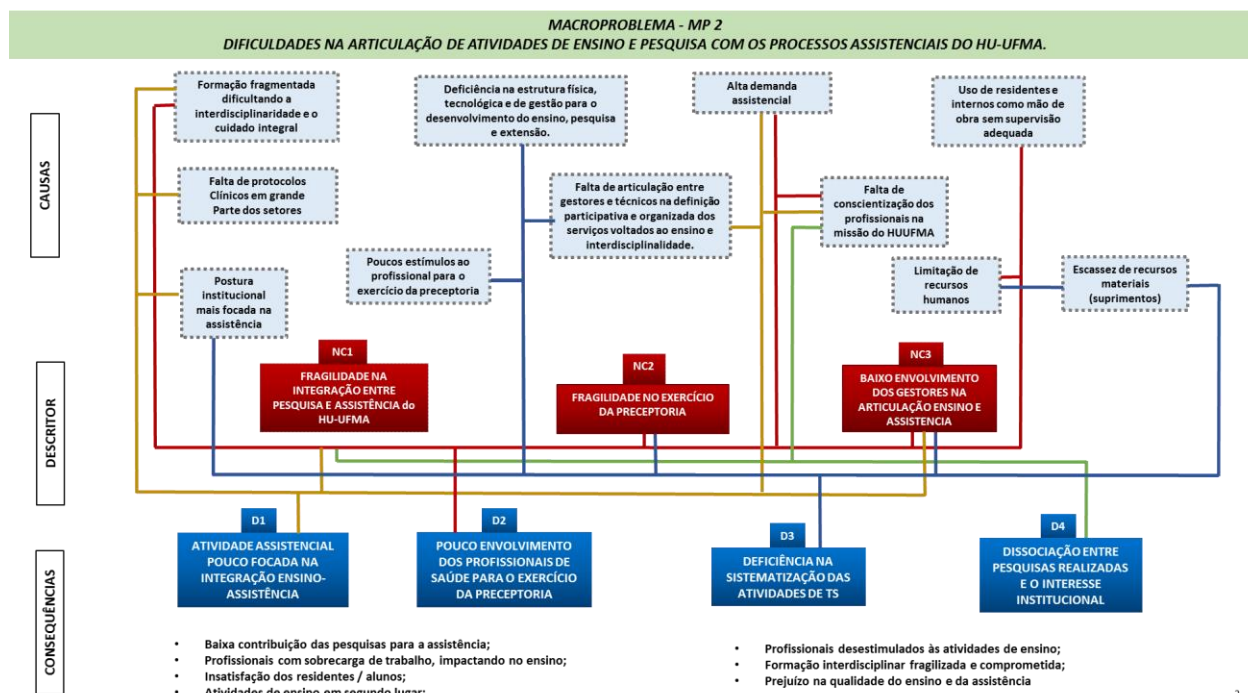 MACROPROBLEMA - MP 2
DIFICULDADES NA ARTICULAÇÃO DE ATIVIDADES DE ENSINO E PESQUISA COM OS PROCESSOS ASSISTENCIAIS DO HU-UFMA.
CAUSAS
Formação fragmentada
dificultando a
interdisciplinaridade e o
cuidado integral
Deficiência na estrutura física,
tecnológica e de gestão para o
desenvolvimento do ensino, pesquisa
e extensão.
Alta demanda
assistencial
Uso de residentes e
internos como mão de
obra sem supervisão
adequada
Falta de protocolos
Clínicos em grande
Parte dos setores
Falta de articulação entre
gestores e técnicos na definição
participativa e organizada dos
serviços voltados ao ensino e
interdisciplinalidade.
Falta de
conscientização dos
profissionais na
missão do HUUFMA
Postura
institucional
mais focada na
assistência
Poucos estímulos ao
profissional para o
exercício da preceptoria
Limitação de
recursos
humanos
Escassez de recursos
materiais
(suprimentos)
DESCRITOR
NC1
FRAGILIDADE NA
INTEGRAÇÃO ENTRE
PESQUISA E ASSISTÊNCIA do
HU-UFMA
NC2
FRAGILIDADE NO EXERCÍCIO
DA PRECEPTORIA
NC3
BAIXO ENVOLVIMENTO
DOS GESTORES NA
ARTICULAÇÃO ENSINO E
ASSISTENCIA
D1
ATIVIDADE ASSISTENCIAL
POUCO FOCADA NA
INTEGRAÇÃO ENSINO-
ASSISTÊNCIA
D2
POUCO ENVOLVIMENTO
DOS PROFISSIONAIS DE
SAÚDE PARA O EXERCÍCIO
DA PRECEPTORIA
D3
DEFICIÊNCIA NA
SISTEMATIZAÇÃO DAS
ATIVIDADES DE TS
D4
DISSOCIAÇÃO ENTRE
PESQUISAS REALIZADAS
E O INTERESSE
INSTITUCIONAL
CONSEQUÊNCIAS
• Baixa contribuição das pesquisas para a assistência;
• Profissionais com sobrecarga de trabalho, impactando no ensino;
• Insatisfação dos residentes / alunos;
• Atividades de ensino em segundo lugar;
• Profissionais desestimulados às atividades de ensino;
• Formação interdisciplinar fragilizada e comprometida;
• Prejuízo na qualidade do ensino e da assistência